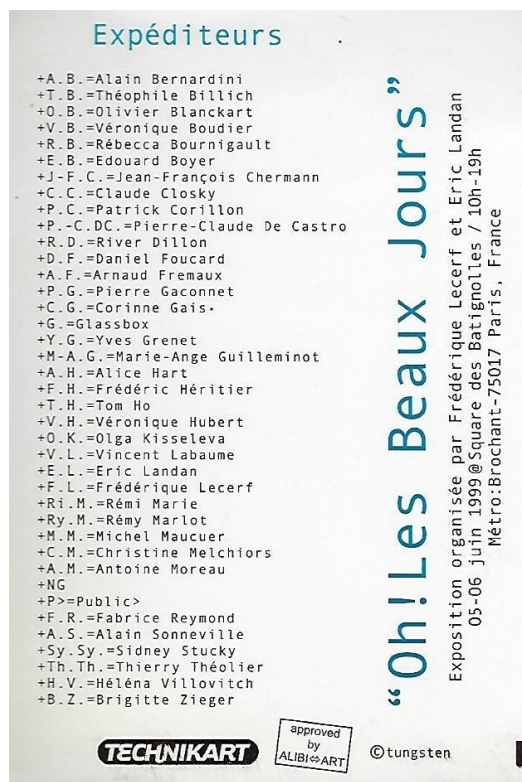 Expéditeurs
+A.B.=Alain Bernardini
+T.B.=Théophile Billich
+O.B.=Olivier Blanckart
+V.B.=Véronique Boudier
+R.B.=Rébecca Bournigault
+E.B.=Edouard Boyer
+J-F.C.=Jean-François Chermann
+C.C.=Claude Closky
+P.C.=Patrick Corillon
+P.-C.DC.=Pierre-Claude De Castro
+R.D.=River Dillon
+D.F.=Daniel Foucard
+A.F.=Arnaud Fremaux
+P.G.=Pierre Gaconnet
+C.G.=Corinne Gais
+G.=Glassbox
+Y.G.=Yves Grenet
+M-A.G.=Marie-Ange Guilleminot
+A.H.=Alice Hart
+F.H.=Frédéric Héritier
+T.H.=Tom Ho
+V.H.=Véronique Hubert
+O.K.=Olga Kisseleva
+V.L.=Vincent Labaume
+E.L.=Eric Landan
+F.L.=Frédérique Lecerf
+Ri.M.=Rémi Marie
+Ry.M.=Rémy Marlot
+M.M.=Michel Maucuer
+C.M.=Christine Melchiors
+A.M.=Antoine Moreau
+NG
+P>=Public>
+F.R.=Fabrice Reymond
+A.S.=Alain Sonneville
+Sy.Sy.=Sidney Stucky
+Th.Th.=Thierry Théolier
+H.V.=Héléna Villovitch
+B.Z.=Brigitte Zieger
“Oh!Les Beaux Jours”
Exposition organisée par Frédérique Lecerf et Eric Landan
05-06 juin 1999@Square des Batignolles / 10h-19h
Métro:Brochant-75017 Paris, France
TECHNIKART
approved
by
ALIBI⇔ART
©tungsten